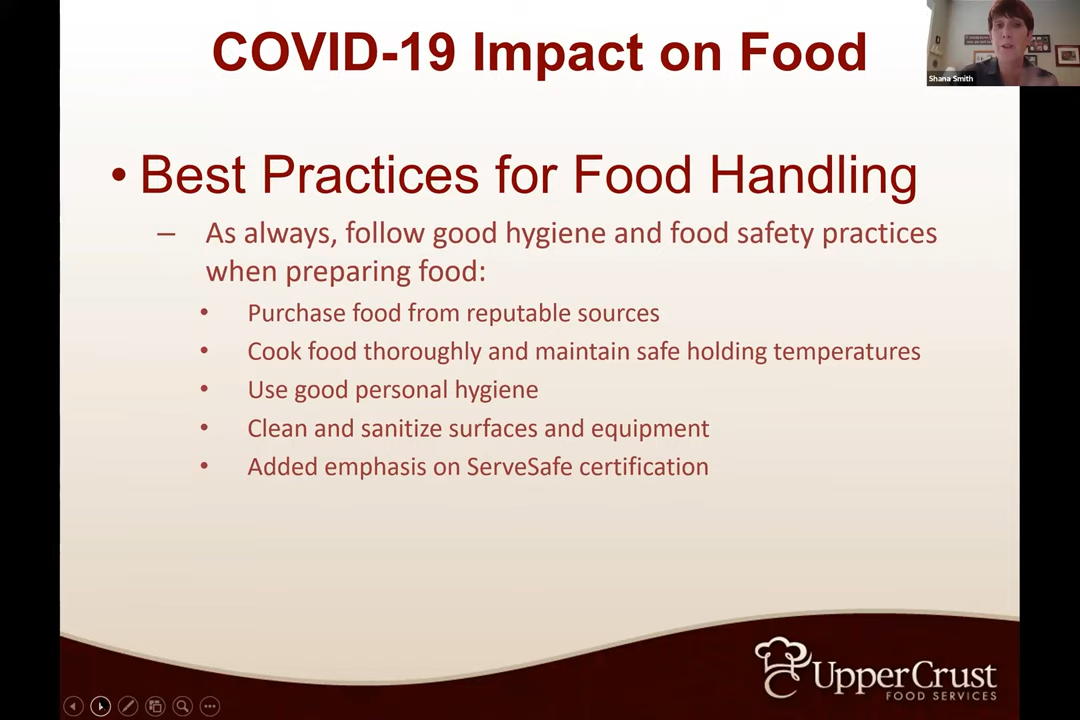 COVID-19 Impact on Food
Shana Smith
• Best Practices for Food Handling
– As always, follow good hygiene and food safety practices
when preparing food:
• Purchase food from reputable sources
• Cook food thoroughly and maintain safe holding temperatures
• Use good personal hygiene
• Clean and sanitize surfaces and equipment
• Added emphasis on ServeSafe certification
UpperCrust
FOOD SERVICES